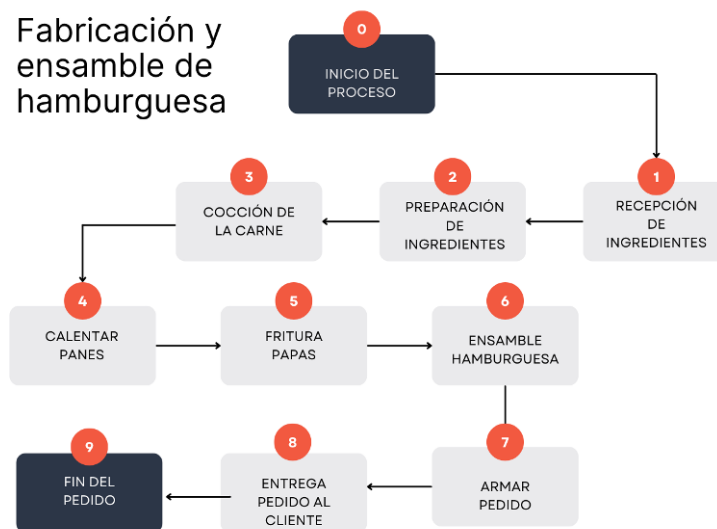 Fabricación y
ensamble de
hamburguesa
0
INICIO DEL
PROCESO
1
RECEPCIÓN
DE
INGREDIENTES
2
PREPARACIÓN
DE
INGREDIENTES
3
COCCIÓN DE
LA CARNE
4
CALENTAR
PANES
5
FRITURA
PAPAS
6
ENSAMBLE
HAMBURGUESA
7
ARMAR
PEDIDO
8
ENTREGA
PEDIDO AL
CLIENTE
9
FIN DEL
PEDIDO